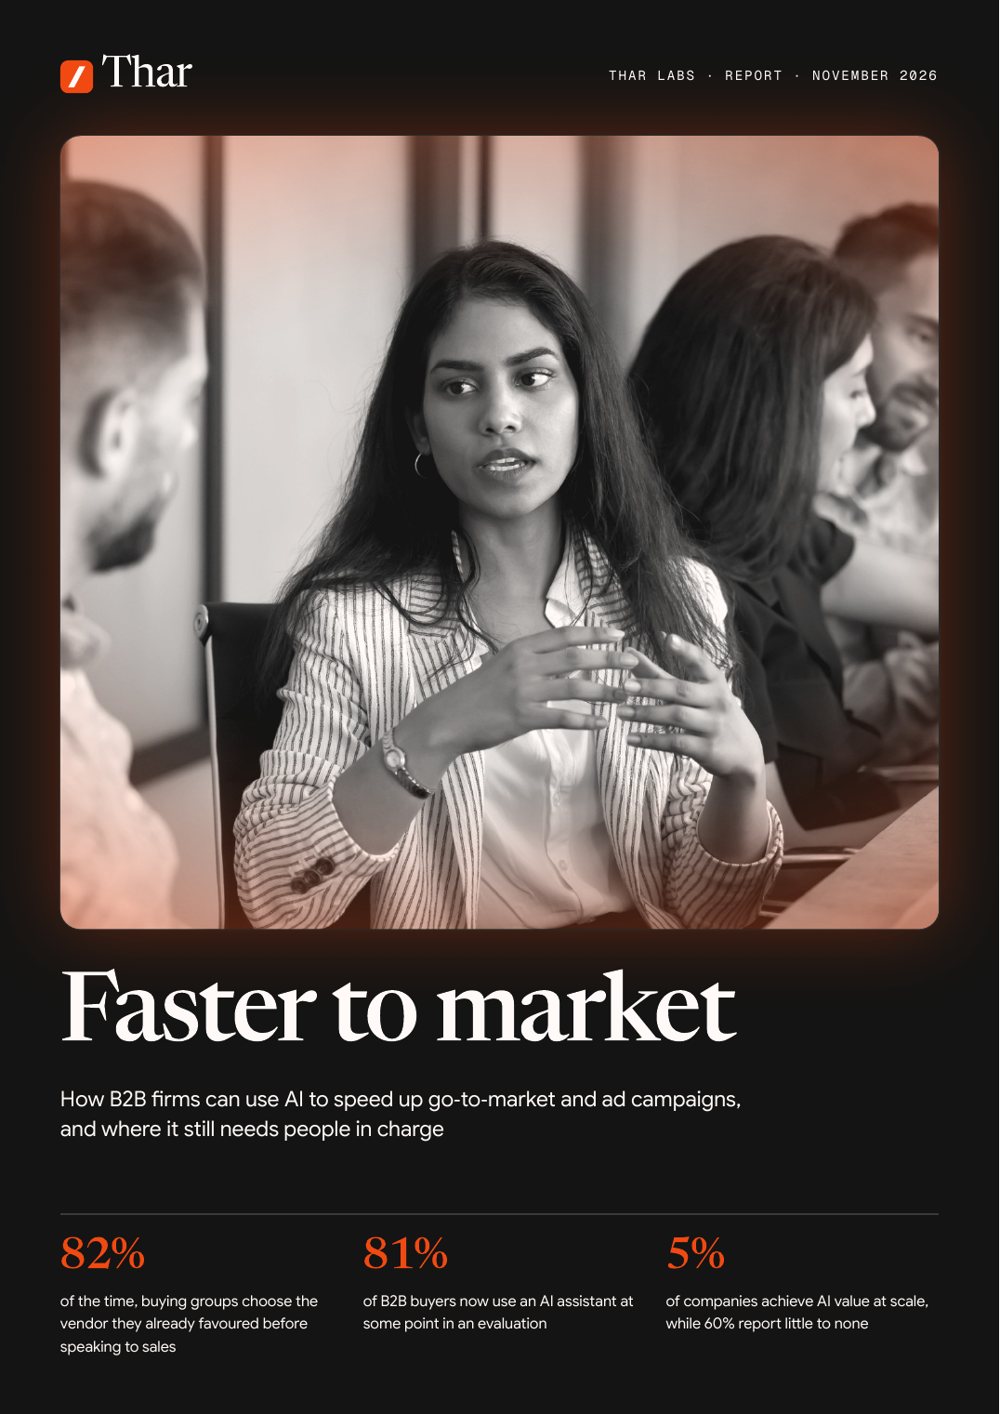 Thar
THAR LABS · REPORT · NOVEMBER 2026
Faster to market
How B2B firms can use AI to speed up go-to-market and ad campaigns,
and where it still needs people in charge
82%
of the time, buying groups choose the
vendor they already favoured before
speaking to sales
81%
of B2B buyers now use an AI assistant at
some point in an evaluation
5%
of companies achieve AI value at scale,
while 60% report little to none